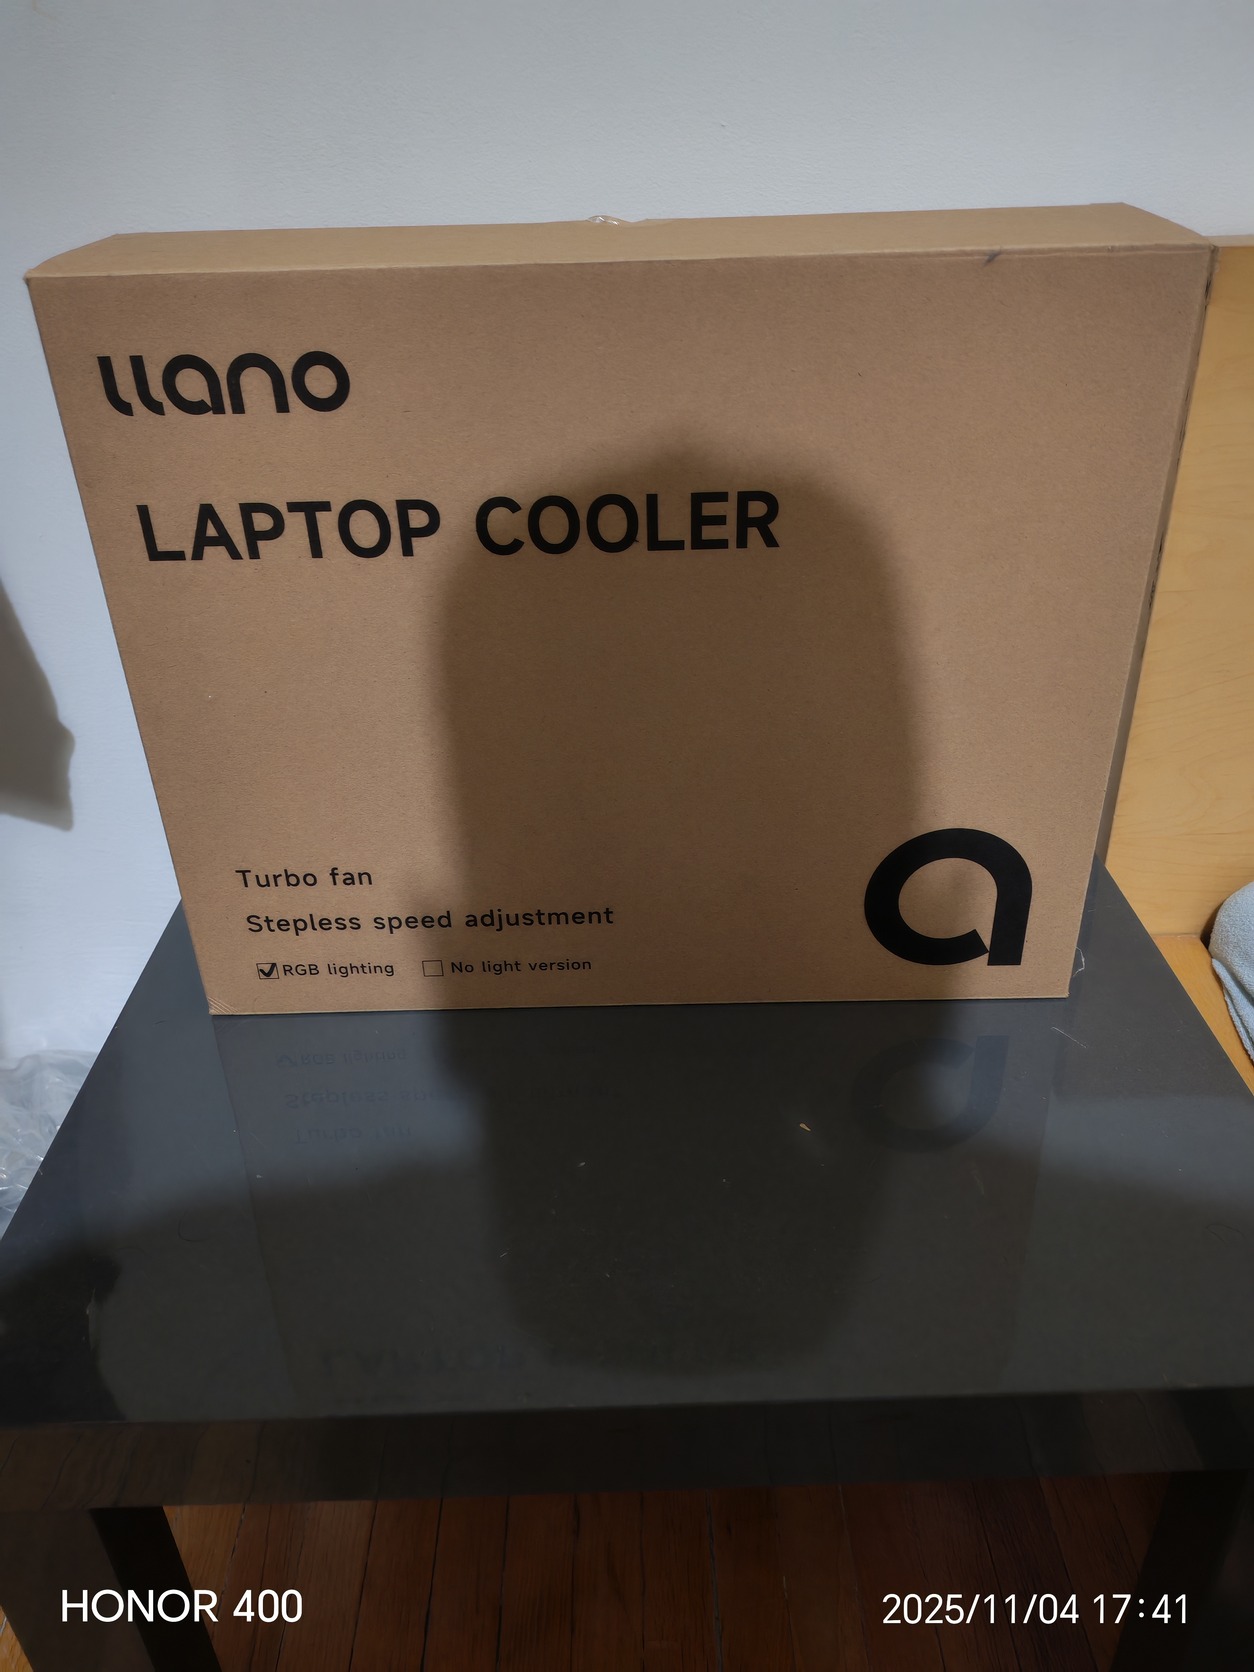 llano
LAPTOP COOLER
Turbo fan
Stepless speed adjustment
RGB lighting No light version
a
HONOR 400
2025/11/04 17:41